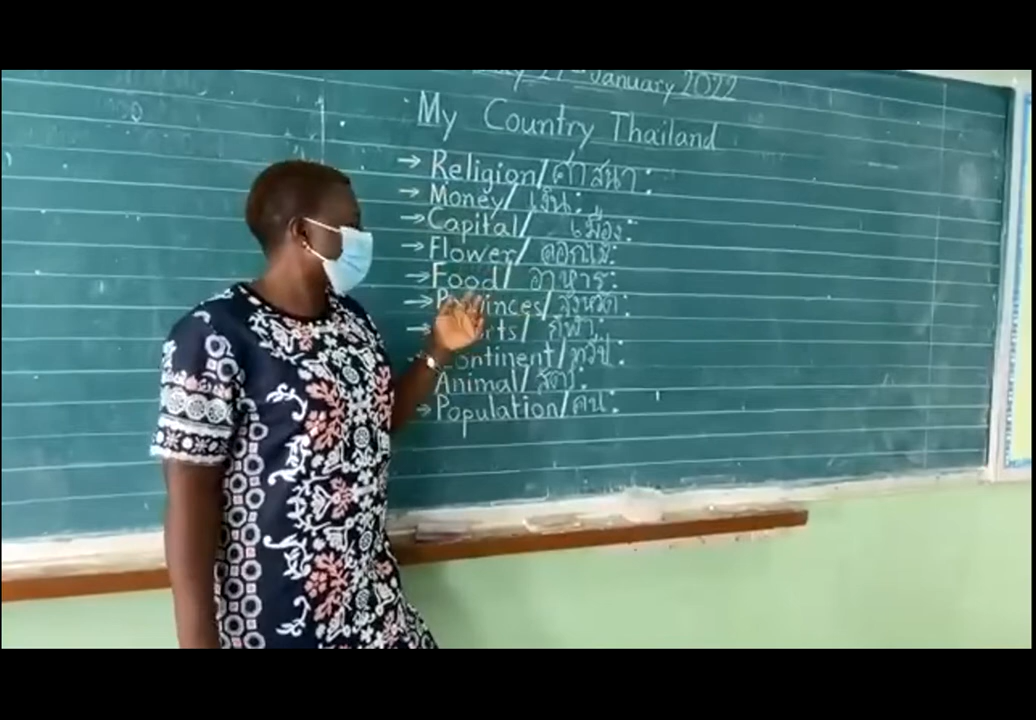 27th January 2022
My Country Thailand
→ Religion/ศาสนา:
→ Money/เงิน:
→ Capital/ เมือง:
→ Flower/ดอกไม้:
→ Food/ อาหาร:
→ Provinces/จังหวัด:
→ กีฬา:
Continent/ทวีป:
Animal/สัตว์:
→ Population/คน: